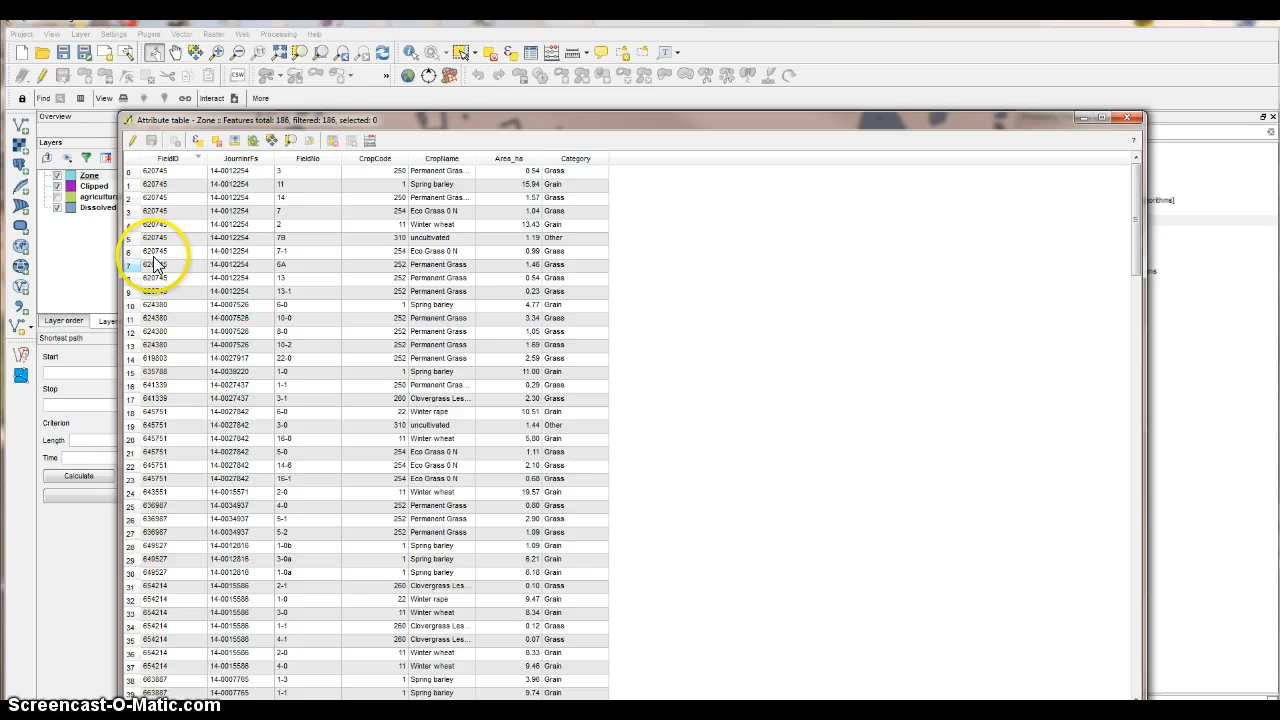 Project Edit View Layer Settings Plugins Vector Raster Web Processing Help
CSW »
Find View Interact More
Overview
Attribute table - Zone :: Features total: 186, filtered: 186, selected: 0
Layers
Zone
Clipped
agricultura
Dissolved
Layer order Layer
Shortest path
Start
Stop
Criterion
Length
Time
Calculate
FieldID JournlnrFs FieldNo CropCode CropName Area_ha Category
0 620745 14-0012254 3 250 Permanent Gras... 0.54 Grass
1 620745 14-0012254 11 1 Spring barley 15.94 Grain
2 620745 14-0012254 14 250 Permanent Gras... 1.57 Grass
3 620745 14-0012254 7 254 Eco Grass 0 N 1.04 Grass
4 620745 14-0012254 2 11 Winter wheat 13.43 Grain
5 620745 14-0012254 7B 310 uncultivated 1.19 Other
6 620745 14-0012254 7-1 254 Eco Grass 0 N 0.99 Grass
7 14-0012254 6A 252 Permanent Grass 1.46 Grass
620745 14-0012254 13 252 Permanent Grass 0.54 Grass
9 620745 14-0012254 13-1 252 Permanent Grass 0.23 Grass
10 624380 14-0007526 6-0 1 Spring barley 4.77 Grain
11 624380 14-0007526 10-0 252 Permanent Grass 3.34 Grass
12 624380 14-0007526 8-0 252 Permanent Grass 1.05 Grass
13 624380 14-0007526 10-2 252 Permanent Grass 1.69 Grass
14 619803 14-0027917 22-0 252 Permanent Grass 2.59 Grass
15 635788 14-0039220 1-0 1 Spring barley 11.00 Grain
16 641339 14-0027437 1-1 250 Permanent Gras... 0.29 Grass
17 641339 14-0027437 3-1 260 Clovergrass Les... 2.30 Grass
18 645751 14-0027842 6-0 22 Winter rape 10.51 Grain
19 645751 14-0027842 3-0 310 uncultivated 1.44 Other
20 645751 14-0027842 16-0 11 Winter wheat 5.80 Grain
21 645751 14-0027842 5-0 254 Eco Grass 0 N 1.11 Grass
22 645751 14-0027842 14-6 254 Eco Grass 0 N 2.10 Grass
23 645751 14-0027842 16-1 254 Eco Grass 0 N 0.68 Grass
24 643551 14-0015571 2-0 11 Winter wheat 19.57 Grain
25 636987 14-0034937 4-0 252 Permanent Grass 0.80 Grass
26 636987 14-0034937 5-1 252 Permanent Grass 2.90 Grass
27 636987 14-0034937 5-2 252 Permanent Grass 1.09 Grass
28 649527 14-0012816 1-0b 1 Spring barley 1.09 Grain
29 649527 14-0012816 3-0a 1 Spring barley 6.21 Grain
30 649527 14-0012816 1-0a 1 Spring barley 6.18 Grain
31 654214 14-0015586 2-1 260 Clovergrass Les... 0.10 Grass
32 654214 14-0015586 1-0 22 Winter rape 9.47 Grain
33 654214 14-0015586 3-0 11 Winter wheat 8.34 Grain
34 654214 14-0015586 1-1 260 Clovergrass Les... 0.12 Grass
35 654214 14-0015586 4-1 260 Clovergrass Les... 0.07 Grass
36 654214 14-0015586 2-0 11 Winter wheat 8.33 Grain
37 654214 14-0015586 4-0 11 Winter wheat 9.46 Grain
38 663887 14-0007765 1-3 1 Spring barley 3.96 Grain
39 663887 14-0007765 1-1 1 Spring barley 9.74 Grain
Screencast-O-Matic.com